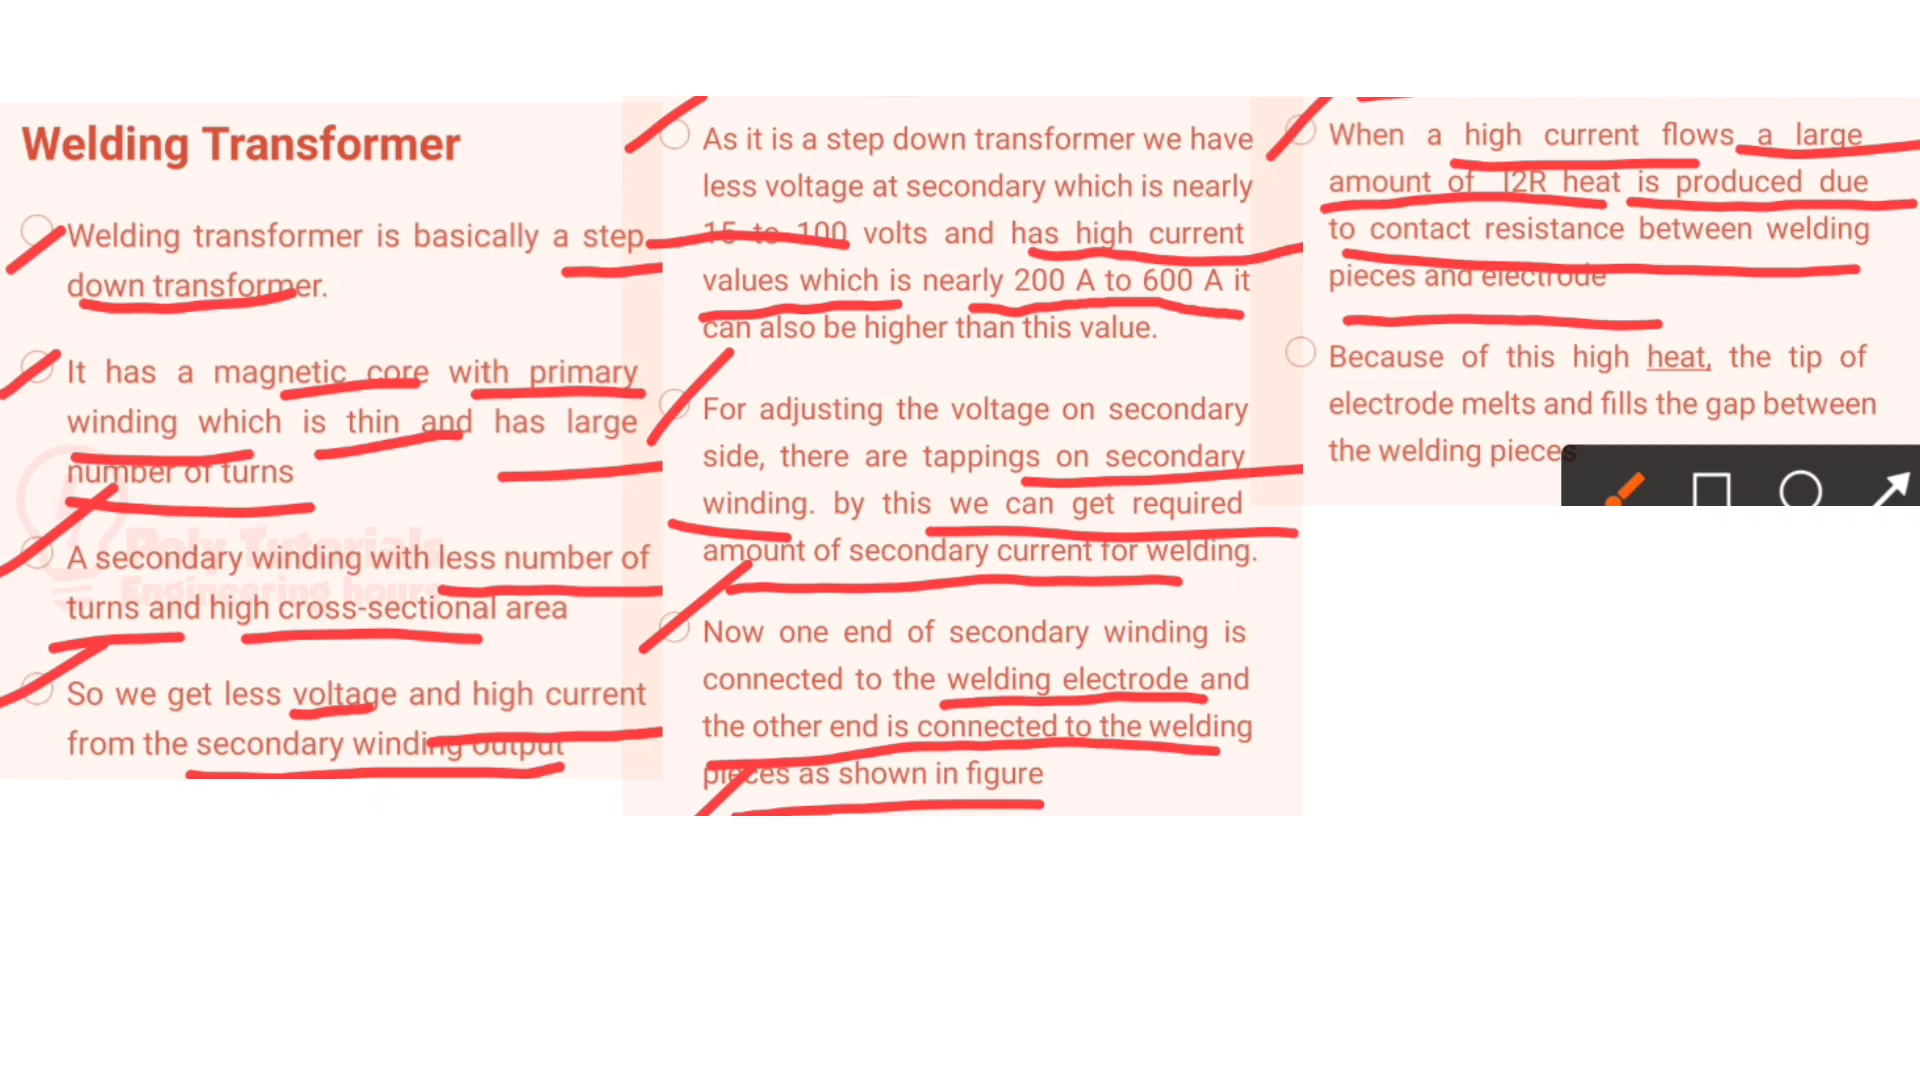 Welding Transformer
Welding transformer is basically a step
down transformer.
It has a magnetic core with primary
winding which is thin and has large
number of turns
Poly Tutorials
A secondary winding with less number of
Engineering hours
turns and high cross-sectional area
So we get less voltage and high current
from the secondary winding output
As it is a step down transformer we have
less voltage at secondary which is nearly
15 to 100 volts and has high current
values which is nearly 200 A to 600 A it
can also be higher than this value.
For adjusting the voltage on secondary
side, there are tappings on secondary
winding. by this we can get required
amount of secondary current for welding.
Now one end of secondary winding is
connected to the welding electrode and
the other end is connected to the welding
pieces as shown in figure
When a high current flows a large
amount of I2R heat is produced due
to contact resistance between welding
pieces and electrode
Because of this high heat, the tip of
electrode melts and fills the gap between
the welding pieces